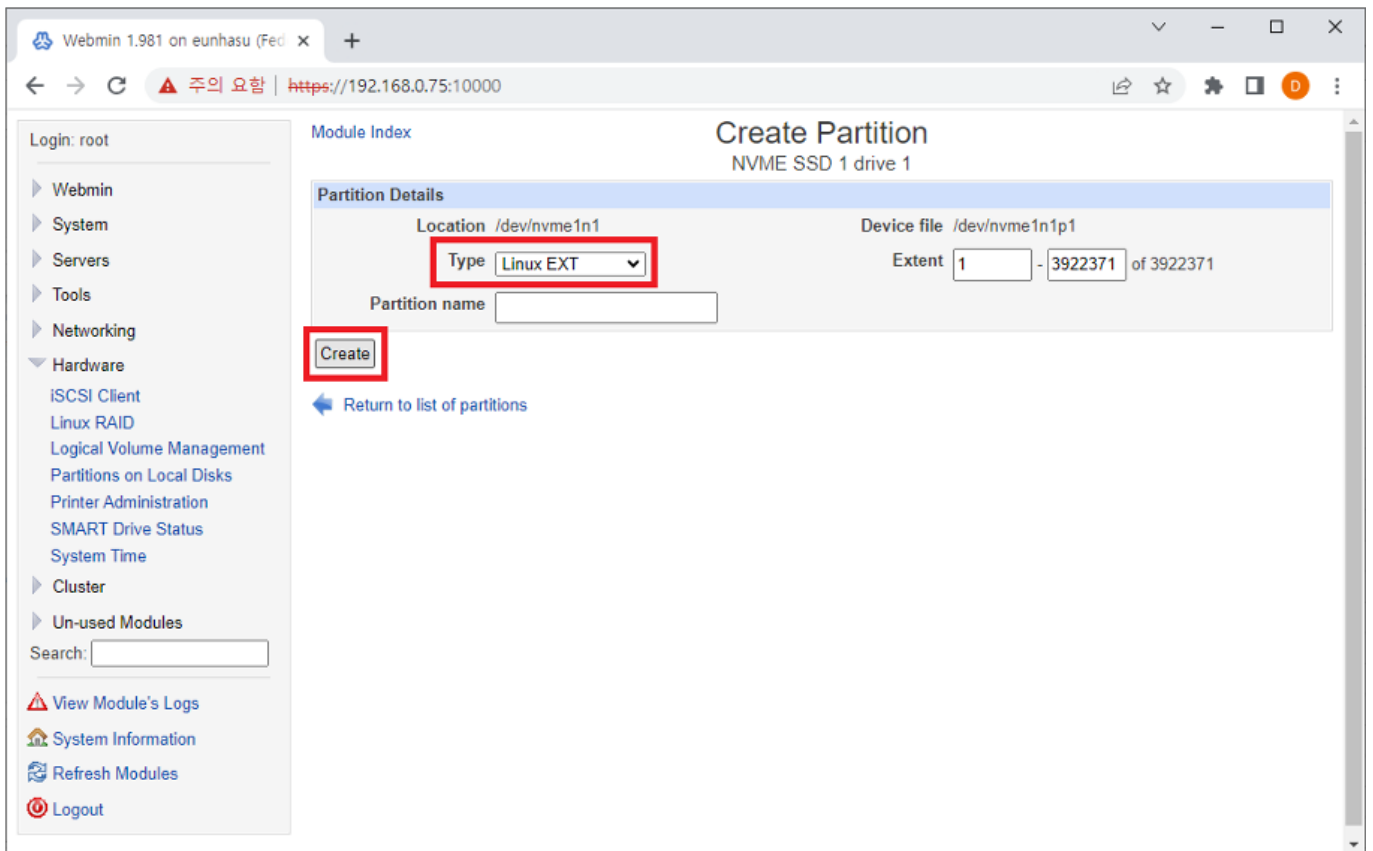 Webmin 1.981 on eunhasu (Fed
주의 요함 https://192.168.0.75:10000
D
Login: root
Webmin
System
Servers
Tools
Networking
Hardware
iSCSI Client
Linux RAID
Logical Volume Management
Partitions on Local Disks
Printer Administration
SMART Drive Status
System Time
Cluster
Un-used Modules
Search:
View Module's Logs
System Information
Refresh Modules
Logout
Module Index
Create Partition
NVME SSD 1 drive 1
Partition Details
Location /dev/nvme1n1 Device file /dev/nvme1n1p1
Type Linux EXT Extent 1 - 3922371 of 3922371
Partition name
Create
Return to list of partitions